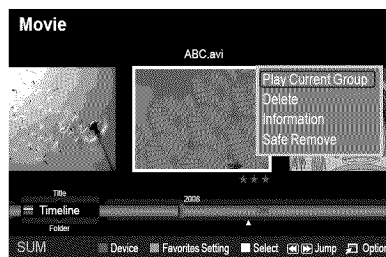 Movie
ABC.avi
Play Current Group
Delete
Information
Safe Remove
Title
2008
Timeline
Folder
SUM
Device
Favorites Setting
Select
Jump
Option